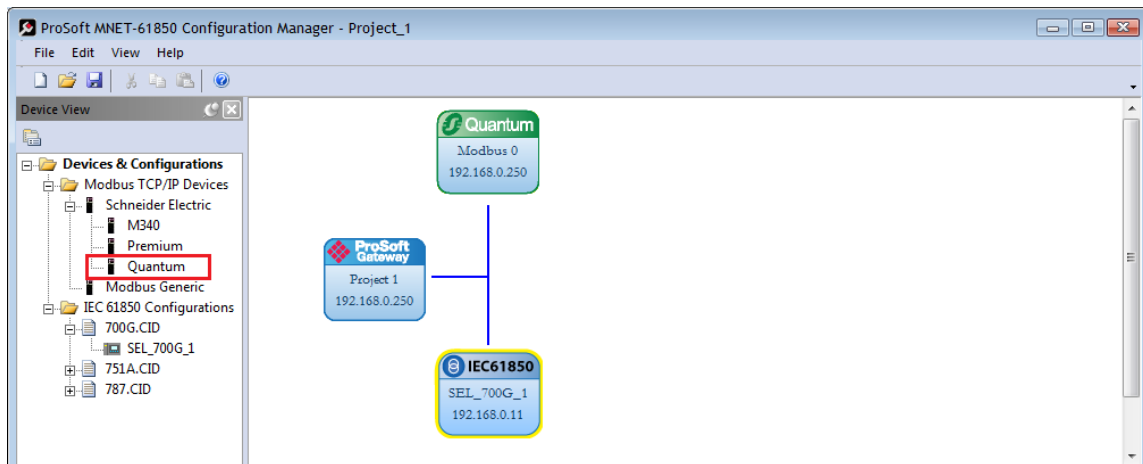 ProSoft MNET-61850 Configuration Manager - Project_1
File Edit View Help
Device View
Devices & Configurations
Modbus TCP/IP Devices
Schneider Electric
M340
Premium
Quantum
Modbus Generic
IEC 61850 Configurations
700G.CID
SEL_700G_1
751A.CID
787.CID
Quantum
Modbus 0
192.168.0.250
ProSoft
Gateway
Project 1
192.168.0.250
IEC61850
SEL_700G_1
192.168.0.11